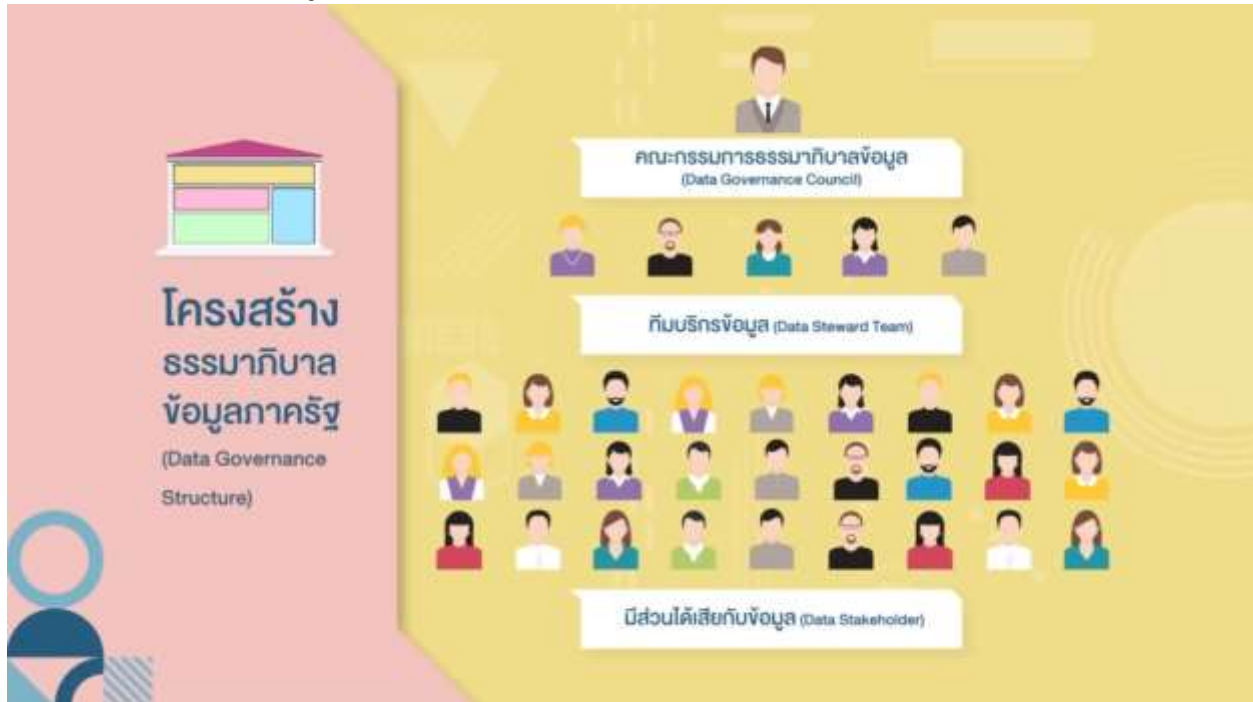 โครงสร้าง
ธรรมาภิบาล
ข้อมูลภาครัฐ
(Data Governance
Structure)
คณะกรรมการธรรมาภิบาลข้อมูล
(Data Governance Council)
ทีมบริกรข้อมูล (Data Steward Team)
มีส่วนได้เสียกับข้อมูล (Data Stakeholder)